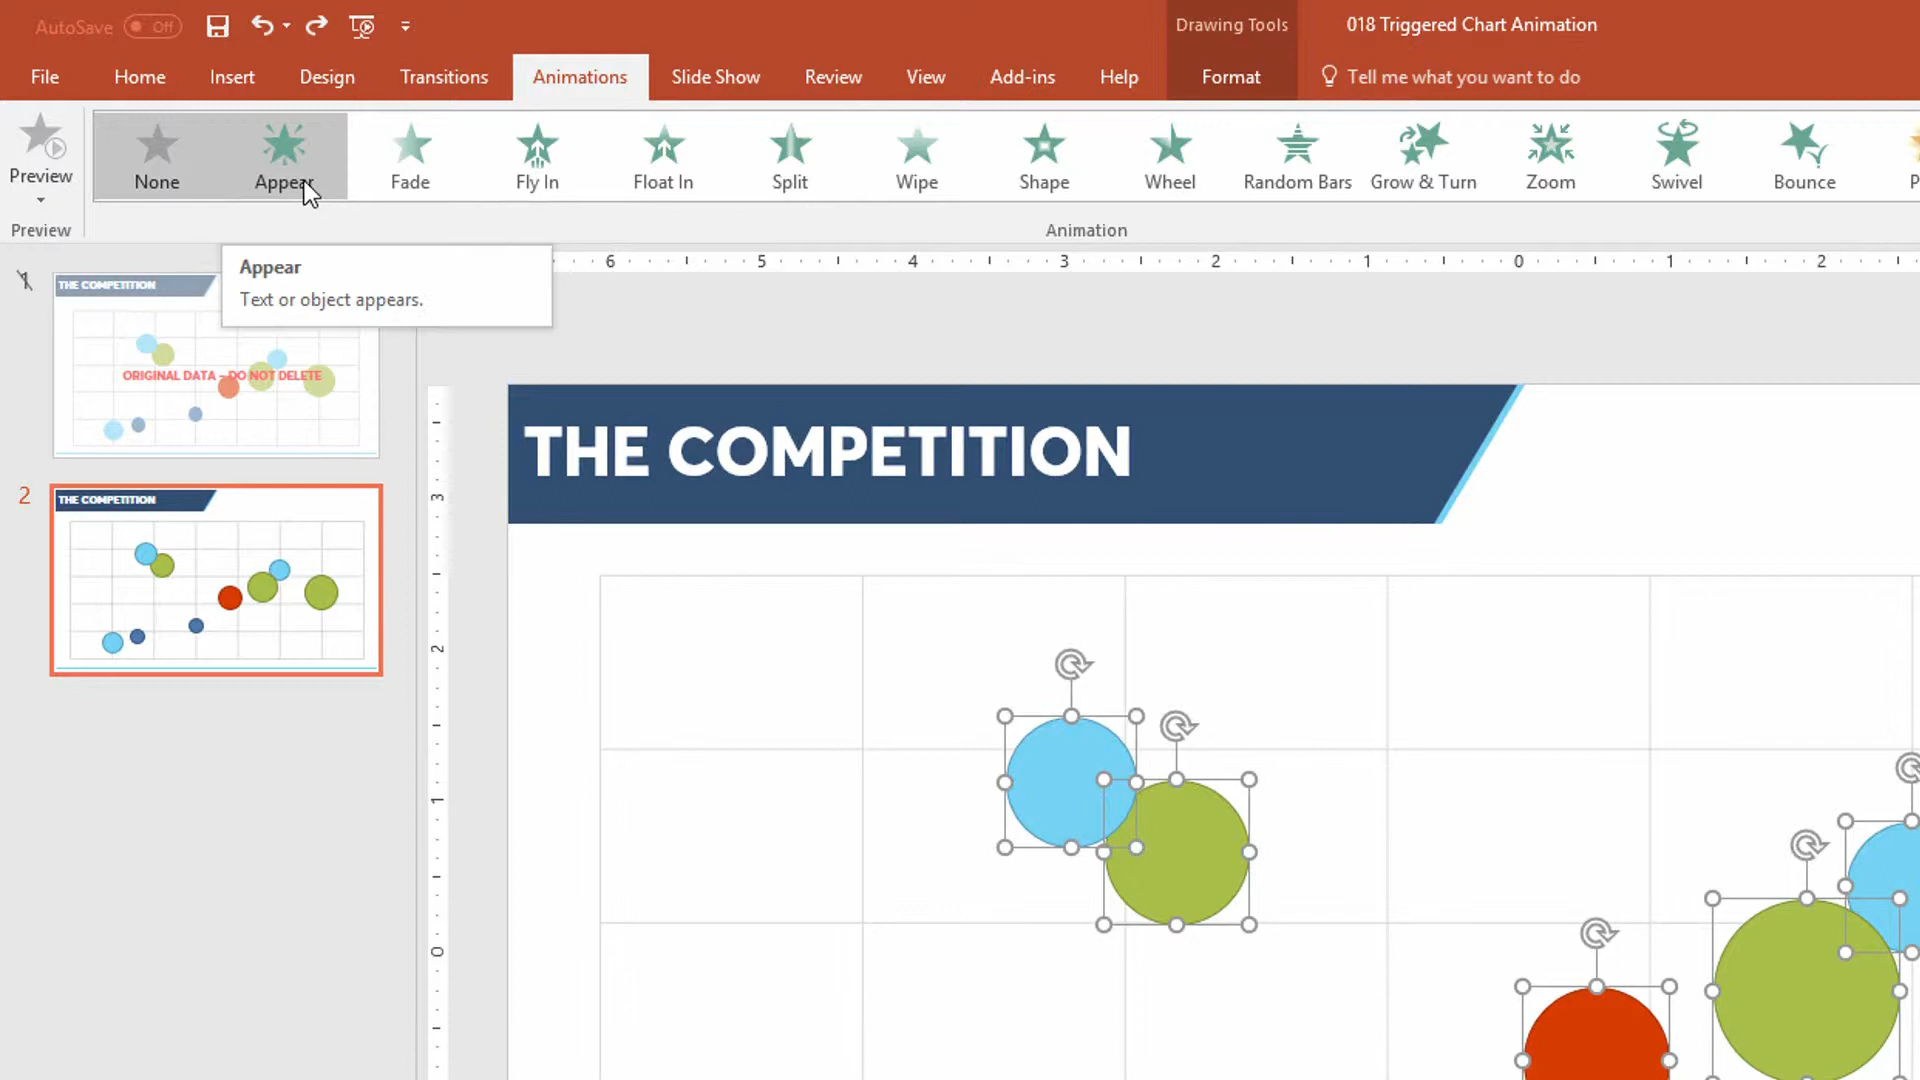 AutoSave Off
Drawing Tools
018 Triggered Chart Animation
File Home Insert Design Transitions Animations Slide Show Review View Add-ins Help Format Tell me what you want to do
Preview None Appear Fade Fly In Float In Split Wipe Shape Wheel Random Bars Grow & Turn Zoom Swivel Bounce P
Preview Animation
6 5 4 3 2 1 0 1 2
Appear
Text or object appears.
1
THE COMPETITION
ORIGINAL DATA – DO NOT DELETE
2
THE COMPETITION
3
2
1
0
THE COMPETITION